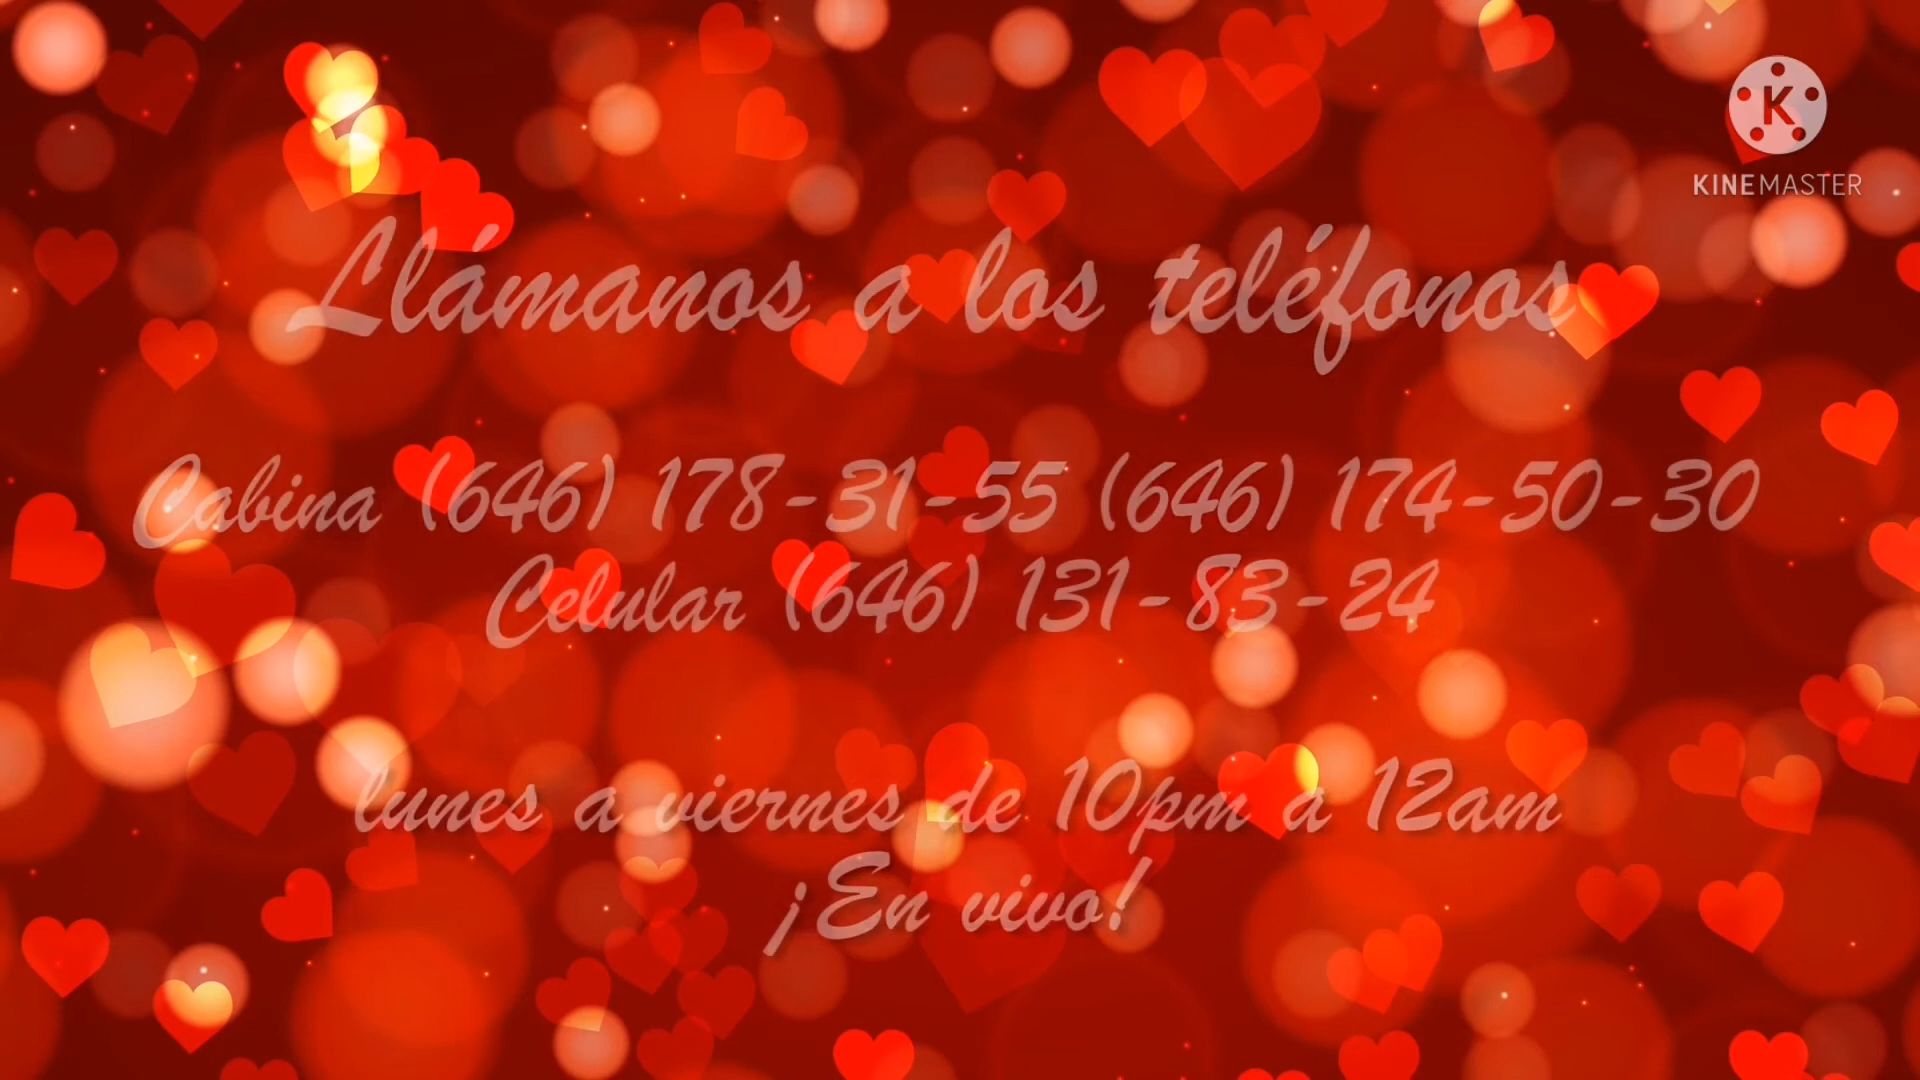 K
KINEMASTER
Llámanos a los teléfonos
Cabina (646) 178-31-55 (646) 174-50-30
Celular (646) 131-83-24
lunes a viernes de 10pm a 12am
¡En vivo!